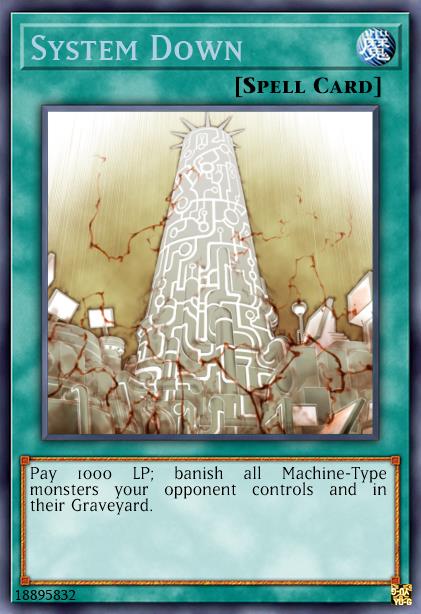 System Down
魔
[Spell Card]
Pay 1000 LP; banish all Machine-Type
monsters your opponent controls and in
their Graveyard.
18895832